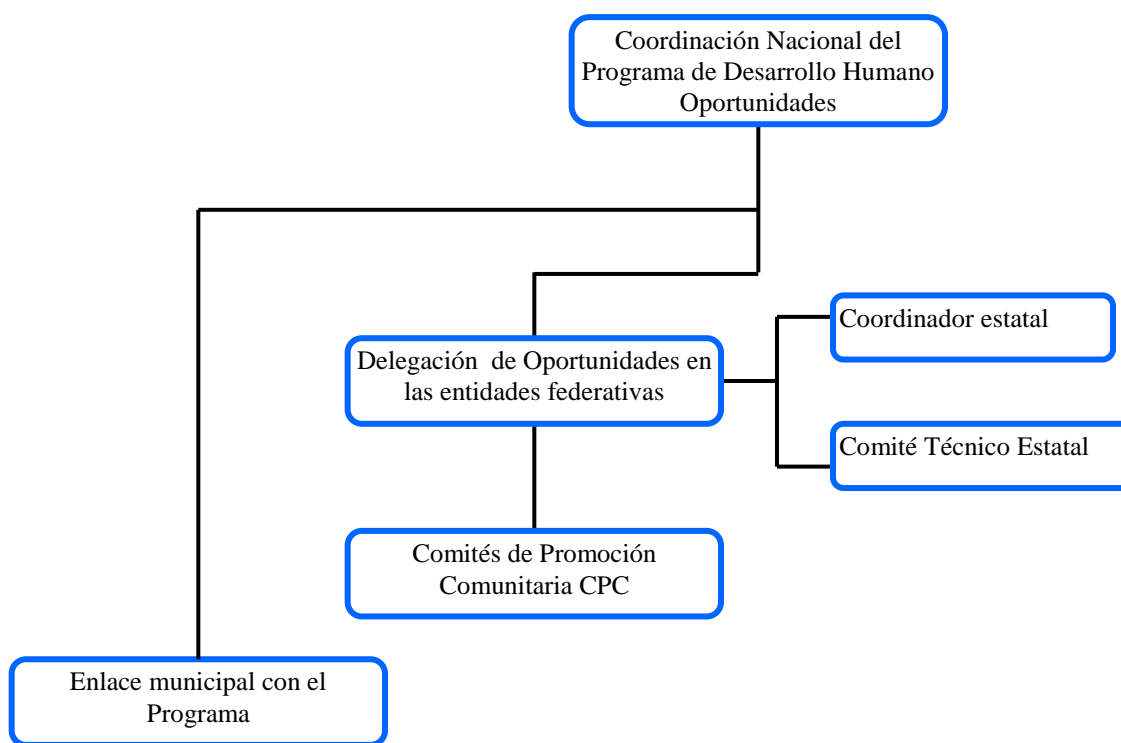 Coordinación Nacional del
Programa de Desarrollo Humano
Oportunidades
Coordinador estatal
Delegación de Oportunidades en
las entidades federativas
Comité Técnico Estatal
Comités de Promoción
Comunitaria CPC
Enlace municipal con el
Programa